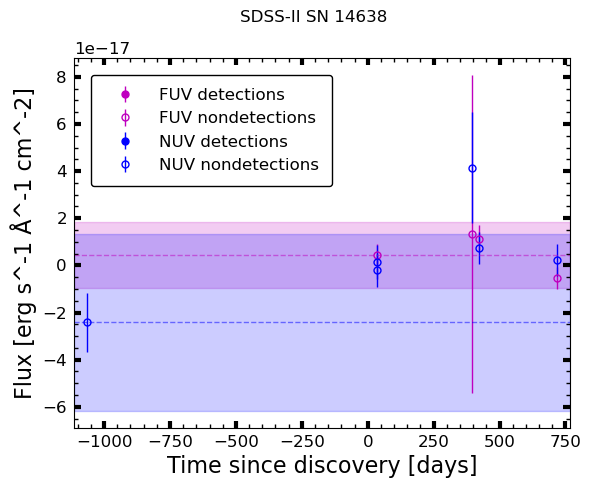 SDSS-II SN 14638
1e−17
FUV detections
FUV nondetections
NUV detections
NUV nondetections
8
6
4
2
0
−2
−4
−6
Flux [erg s^-1 Å^-1 cm^-2]
−1000 −750 −500 −250 0 250 500 750
Time since discovery [days]